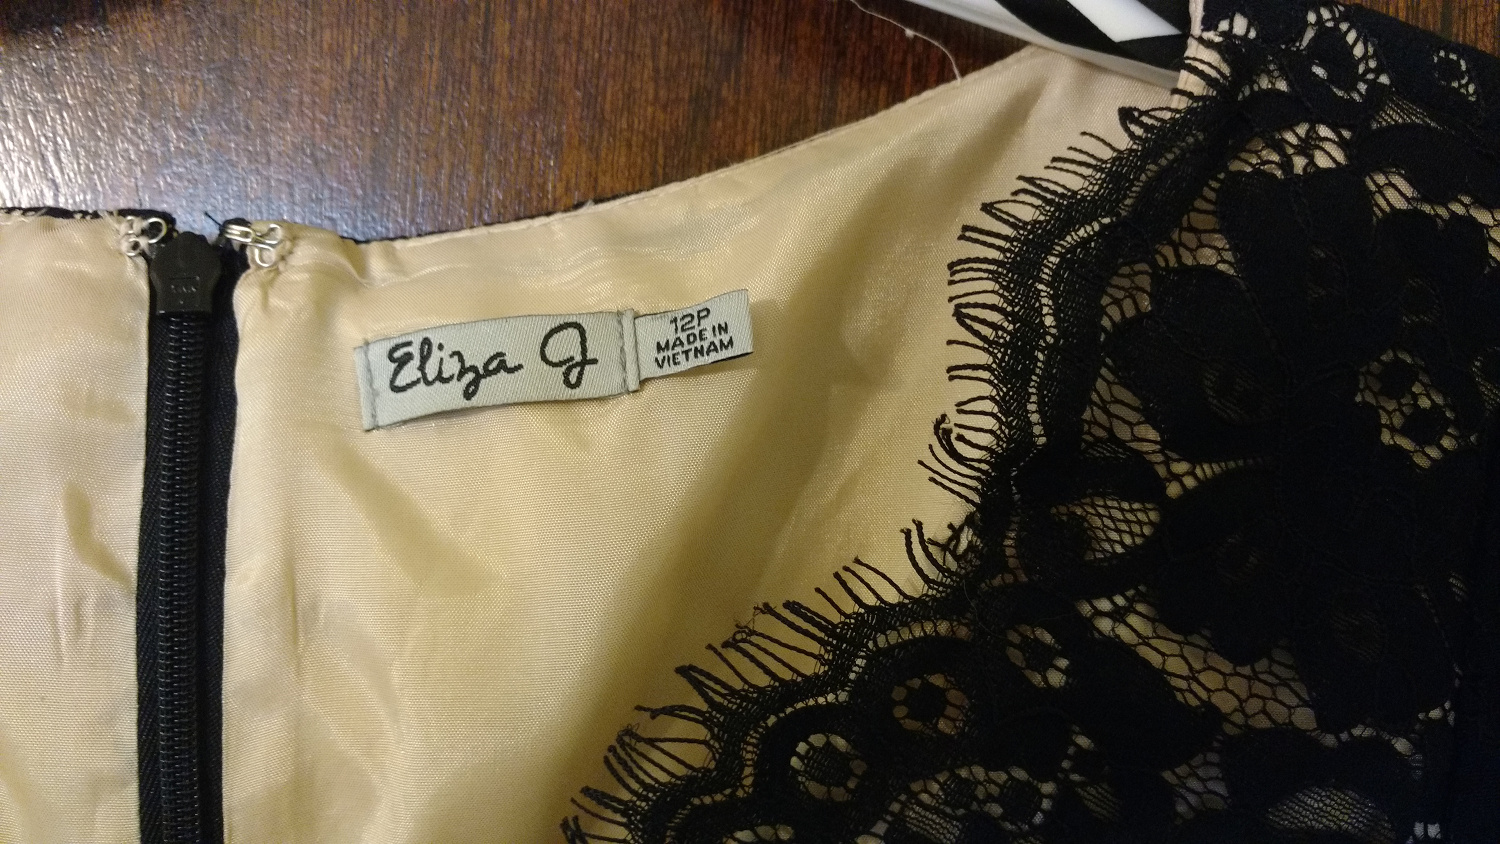 Eliza J
12P
MADE IN
VIETNAM